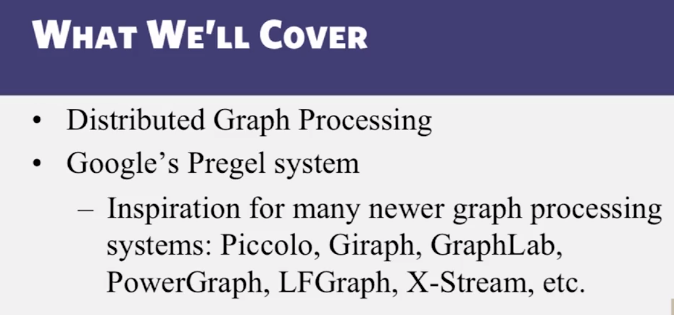 What We'll Cover
• Distributed Graph Processing
• Google's Pregel system
– Inspiration for many newer graph processing
systems: Piccolo, Giraph, GraphLab,
PowerGraph, LFGraph, X-Stream, etc.